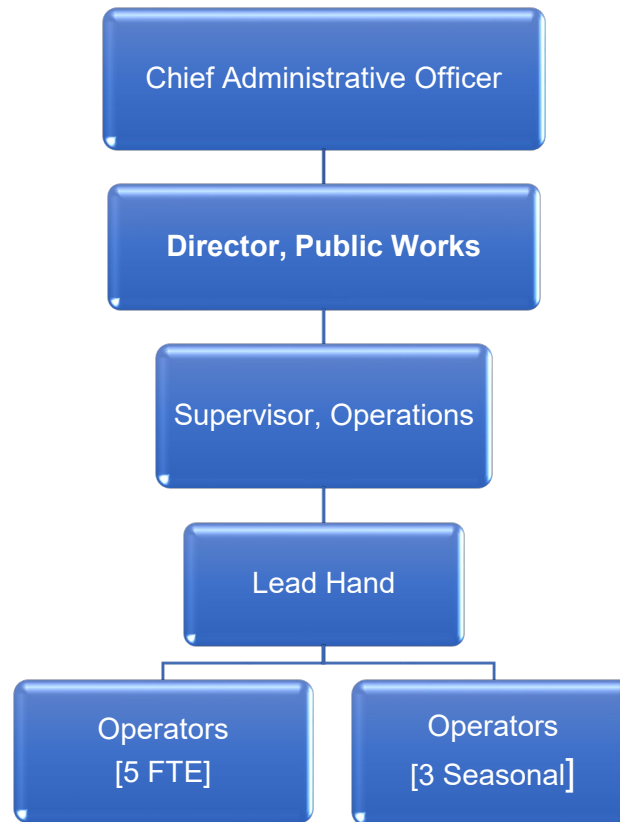 Chief Administrative Officer
Director, Public Works
Supervisor, Operations
Lead Hand
Operators
[5 FTE]
Operators
[3 Seasonal]